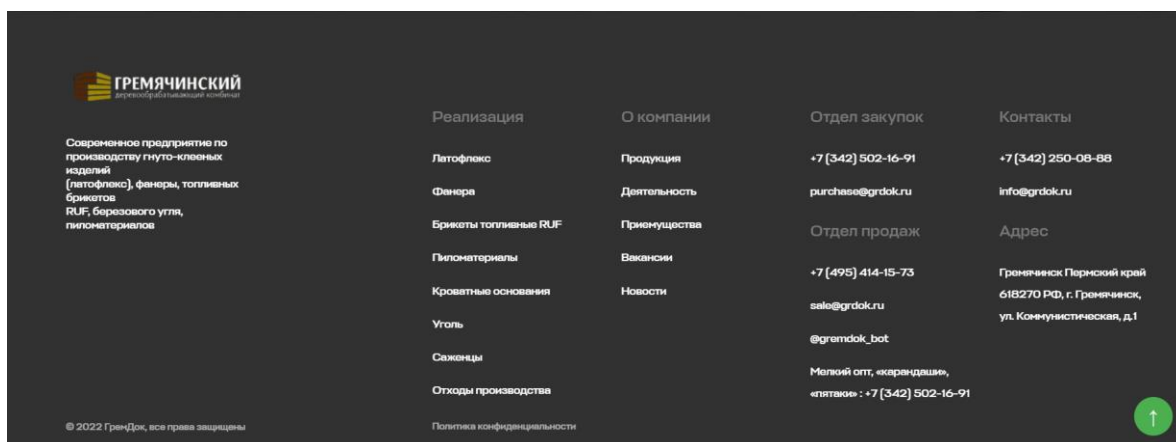 ГРЕМЯЧИНСКИЙ
деревообрабатывающий комбинат
Современное предприятие по
производству гнуто-клееных
изделий
(латофлекс), фанеры, топливных
брикетов
RUF, березового угля,
пиломатериалов
Реализация
Латофлекс
Фанера
Брикеты топливные RUF
Пиломатериалы
Кроватные основания
Уголь
Саженцы
Отходы производства
О компании
Продукция
Деятельность
Приемущества
Вакансии
Новости
Отдел закупок
+7 (342) 502-16-91
purchase@grdok.ru
Отдел продаж
+7 (495) 414-15-73
sale@grdok.ru
@gremdok_bot
Мелкий опт, «карандаши»,
«пятаки» : +7 (342) 502-16-91
Контакты
+7 (342) 250-08-88
info@grdok.ru
Адрес
Гремячинск Пермский край
618270 РФ, г. Гремячинск,
ул. Коммунистическая, д.1
© 2022 ГремДок, все права защищены
Политика конфиденциальности